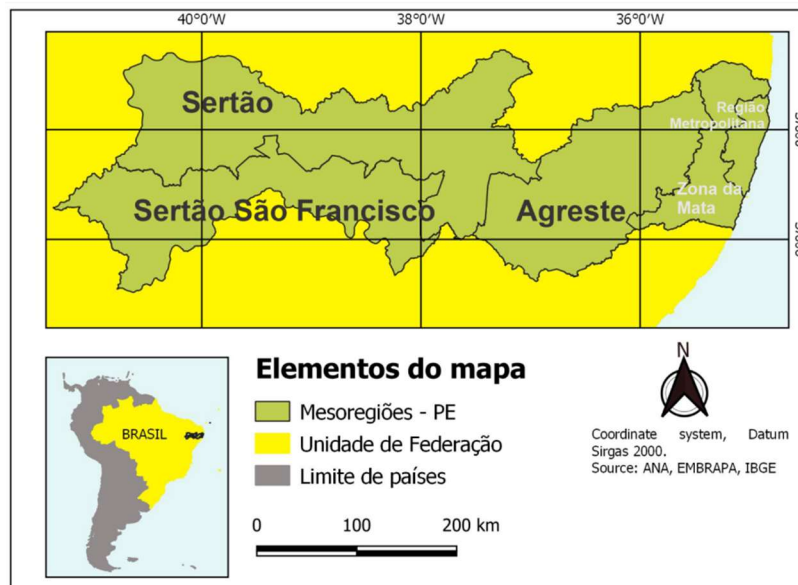 40°0'W 38°0'W 36°0'W
Sertão
Região
Metropolitana
Sertão São Francisco
Agreste
Zona da
Mata
Elementos do mapa
Mesoregiões - PE
Unidade de Federação
Limite de países
0 100 200 km
BRASIL
N
Coordinate system, Datum
Sirgas 2000.
Source: ANA, EMBRAPA, IBGE